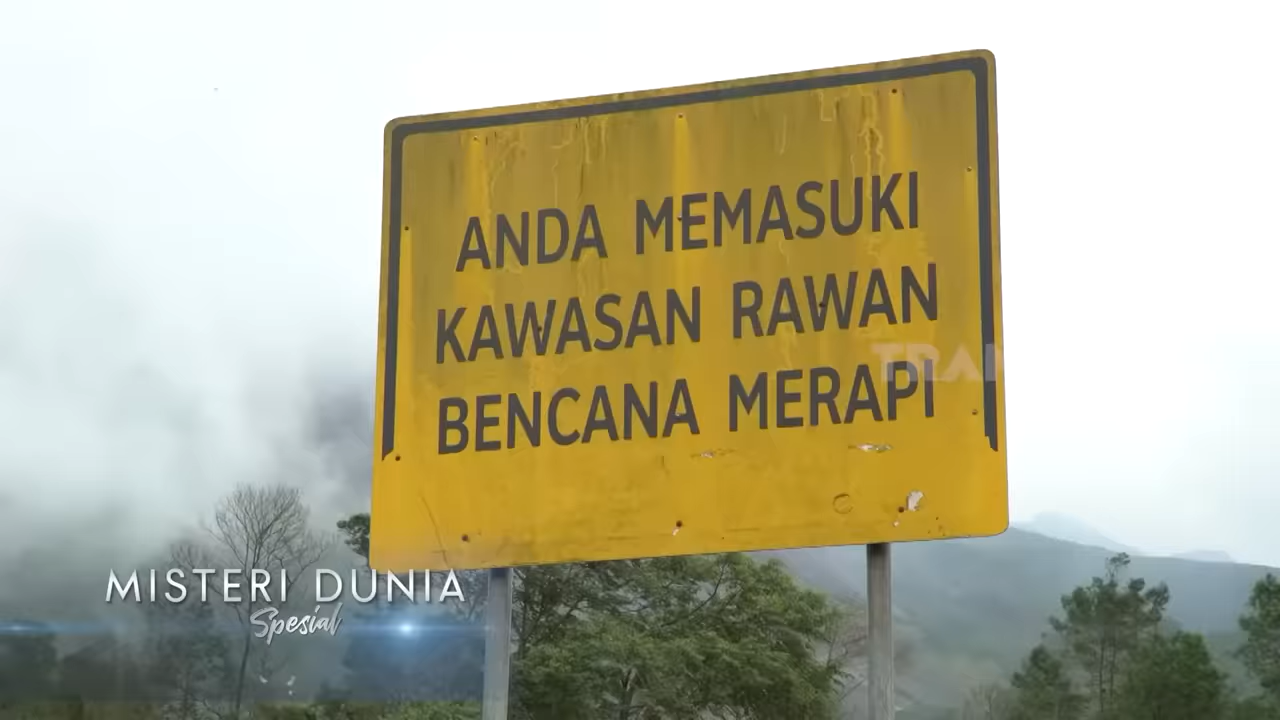 ANDA MEMASUKI
KAWASAN RAWAN
BENCANA MERAPI
MISTERI DUNIA
Spesial